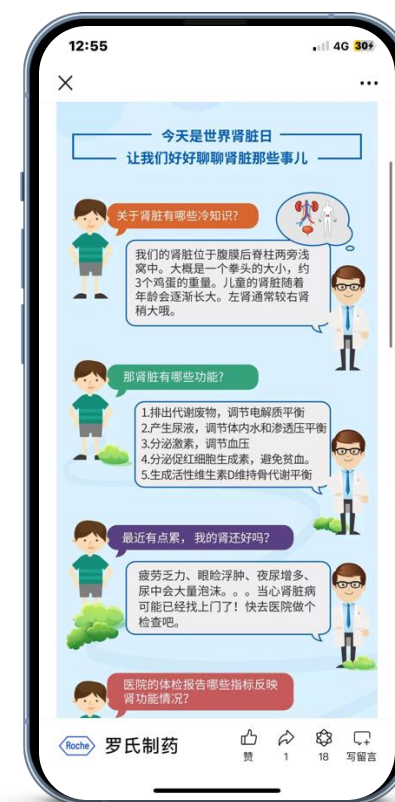 12:55
4G 30
今天是世界肾脏日
让我们好好聊聊肾脏那些事儿
关于肾脏有哪些冷知识？
我们的肾脏位于腹膜后脊柱两旁浅
窝中。大概是一个拳头的大小，约
3个鸡蛋的重量。儿童的肾脏随着
年龄会逐渐长大。左肾通常较右肾
稍大哦。
那肾脏有哪些功能？
1.排出代谢废物，调节电解质平衡
2.产生尿液，调节体内水和渗透压平衡
3.分泌激素，调节血压
4.分泌促红细胞生成素，避免贫血。
5.生成活性维生素D维持骨代谢平衡
最近有点累， 我的肾还好吗？
疲劳乏力、眼睑浮肿、夜尿增多、
尿中会大量泡沫。。。当心肾脏病
可能已经找上门了！快去医院做个
检查吧。
医院的体检报告哪些指标反映
肾功能情况？
Roche 罗氏制药
赞 1 18 写留言